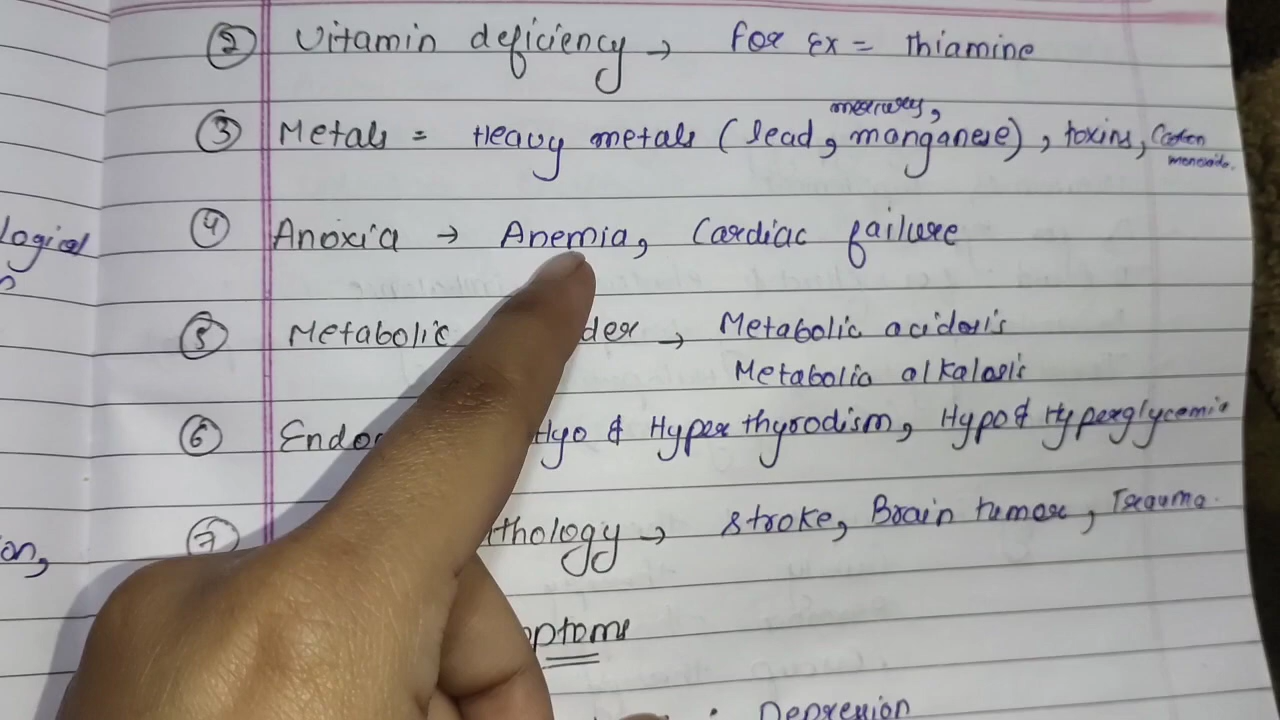 ② Vitamin deficiency → For Ex = Thiamine
mercury,
③ Metals = Heavy metals (lead, manganese), toxins, Carbon monoxide.
④ Anoxia → Anemia, Cardiac failure
logical
⑤ Metabolic der → Metabolic acidosis
Metabolic alkalosis
⑥ Endo Hyo & Hyper thyrodism, Hypo & Hyperglycemia
⑦ thology → stroke, Brain tumor, Trauma.
on,
ptoms
Depression